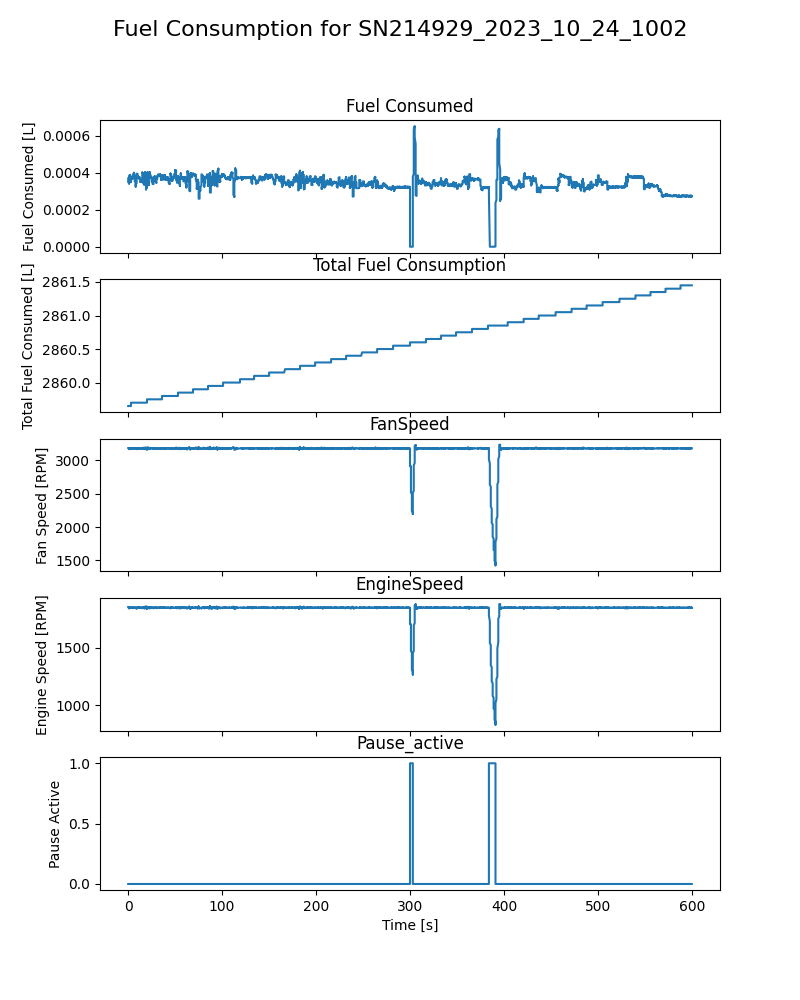 Fuel Consumption for SN214929_2023_10_24_1002
Fuel Consumed
Fuel Consumed [L]
0.0006
0.0004
0.0002
0.0000
Total Fuel Consumption
Total Fuel Consumed [L]
2861.5
2861.0
2860.5
2860.0
FanSpeed
Fan Speed [RPM]
3000
2500
2000
1500
EngineSpeed
Engine Speed [RPM]
1500
1000
Pause_active
Pause Active
1.0
0.5
0.0
0 100 200 300 400 500 600
Time [s]